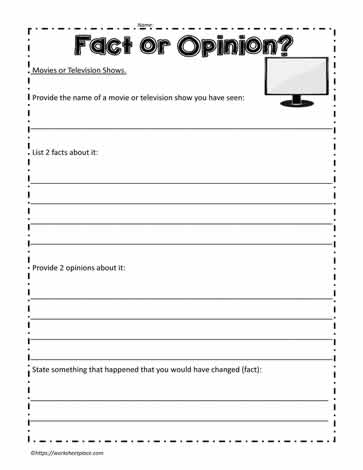 Name:
Fact or Opinion?
Movies or Television Shows.
Provide the name of a movie or television show you have seen:
List 2 facts about it:
Provide 2 opinions about it:
State something that happened that you would have changed (fact):
©https://worksheetplace.com